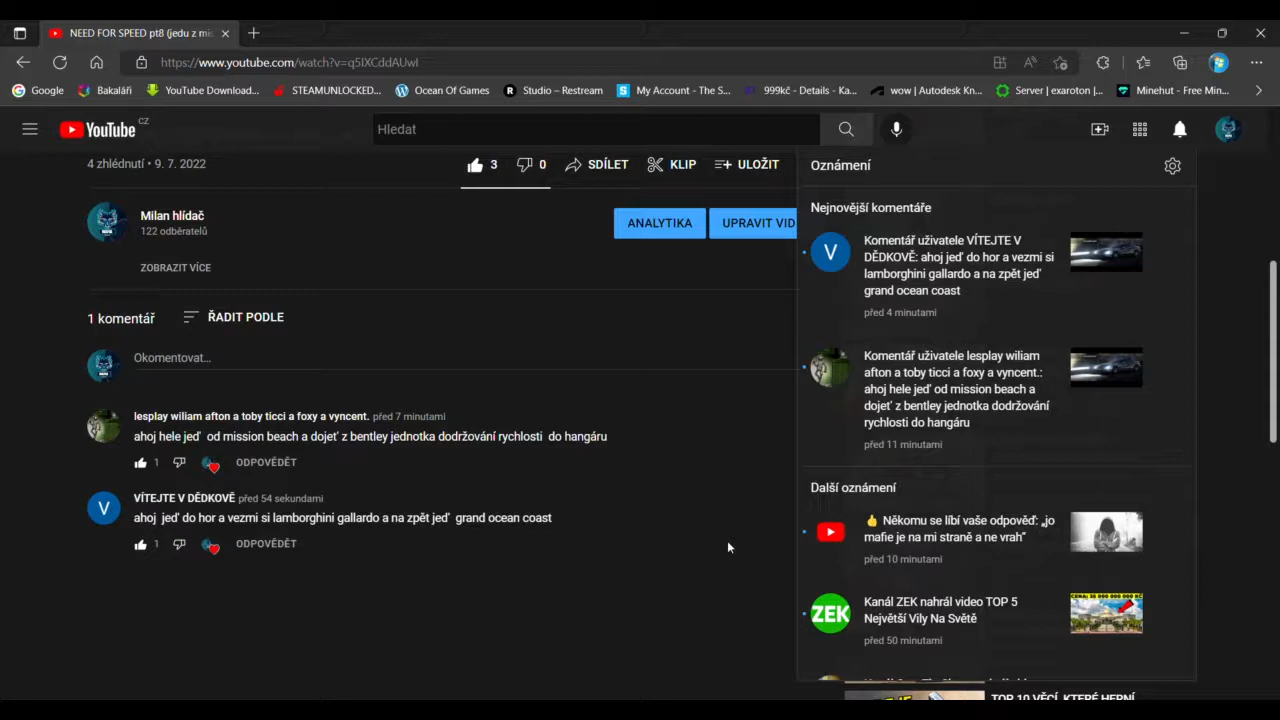 NEED FOR SPEED pt8 (jedu z mis
https://www.youtube.com/watch?v=q5IXCddAUwI
Google
Bakaláři
YouTube Download...
STEAMUNLOCKED...
Ocean Of Games
Studio – Restream
My Account - The S...
999kč - Details - Ka...
wow | Autodesk Kn...
Server | exaroton |...
Minehut - Free Min...
YouTube CZ
Hledat
4 zhlédnutí • 9. 7. 2022
3
0
SDÍLET
KLIP
ULOŽIT
Milan hlídač
122 odběratelů
ANALYTIKA
UPRAVIT VID
ZOBRAZIT VÍCE
1 komentář
ŘADIT PODLE
Okomentovat...
lesplay wiliam afton a toby ticci a foxy a vyncent. před 7 minutami
ahoj hele jeď od mission beach a dojeť z bentley jednotka dodržování rychlosti do hangáru
1
ODPOVĚDĚT
V
VÍTEJTE V DĚDKOVĚ před 54 sekundami
ahoj jeď do hor a vezmi si lamborghini gallardo a na zpět jeď grand ocean coast
1
ODPOVĚDĚT
Oznámení
Nejnovější komentáře
V
Komentář uživatele VÍTEJTE V
DĚDKOVĚ: ahoj jeď do hor a vezmi si
lamborghini gallardo a na zpět jeď
grand ocean coast
před 4 minutami
Komentář uživatele lesplay wiliam
afton a toby ticci a foxy a vyncent.:
ahoj hele jeď od mission beach a
dojeť z bentley jednotka dodržování
rychlosti do hangáru
před 11 minutami
Další oznámení
👍 Někomu se líbí vaše odpověď: „jo
mafie je na mi straně a ne vrah"
před 10 minutami
ZEK
Kanál ZEK nahrál video TOP 5
Největší Vily Na Světě
před 50 minutami
TOP 10 VĚCÍ, KTERÉ HERNÍ